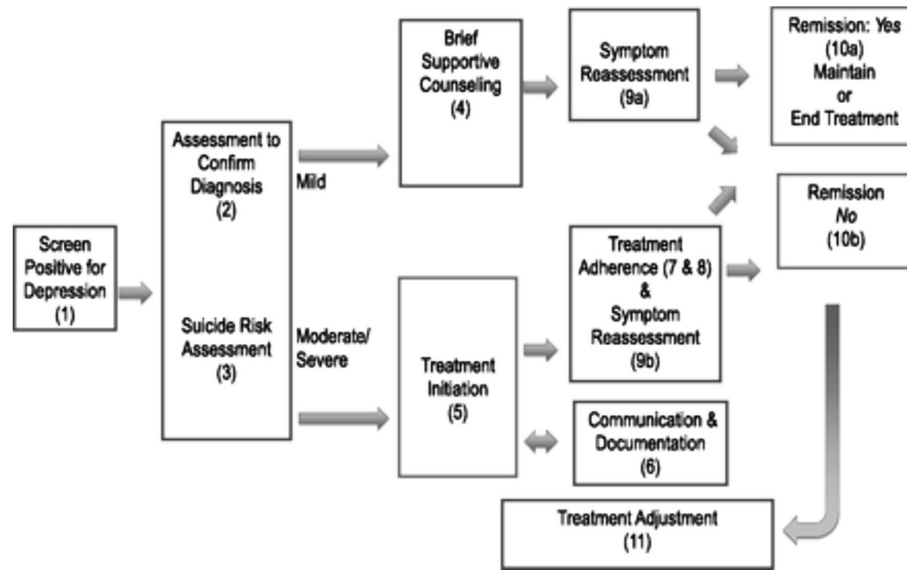 Screen
Positive for
Depression
(1)
Assessment to
Confirm
Diagnosis
(2)
Suicide Risk
Assessment
(3)
Mild
Moderate/
Severe
Brief
Supportive
Counseling
(4)
Treatment
Initiation
(5)
Symptom
Reassessment
(9a)
Treatment
Adherence (7 & 8)
&
Symptom
Reassessment
(9b)
Communication &
Documentation
(6)
Remission: Yes
(10a)
Maintain
or
End Treatment
Remission
No
(10b)
Treatment Adjustment
(11)